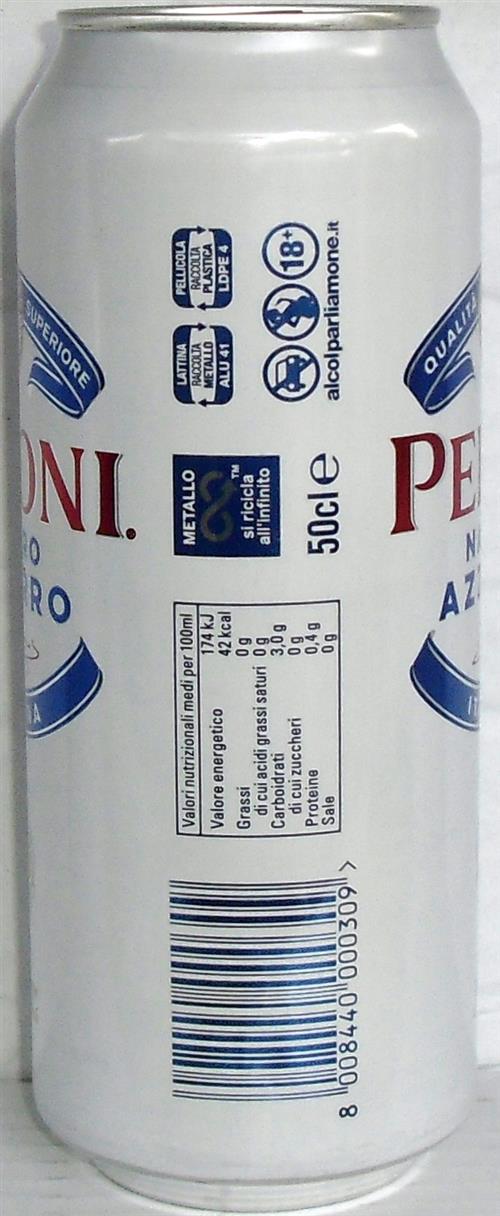 SUPERIORE
ONI.
RO
RRO
NA
PELLICOLA
RACCOLTA
PLASTICA
LDPE 4
LATTINA
RACCOLTA
METALLO
ALU 41
18+
alcolparliamone.it
METALLO
si ricicla
all'infinito
TM
50cl e
Valori nutrizionali medi per 100ml
Valore energetico 174 kJ
42 kcal
Grassi 0 g
di cui acidi grassi saturi 0 g
Carboidrati 3,0 g
di cui zuccheri 0 g
Proteine 0,4 g
Sale 0 g
8 008440 000309 >
QUALITÀ
PE
NA
AZ
IT